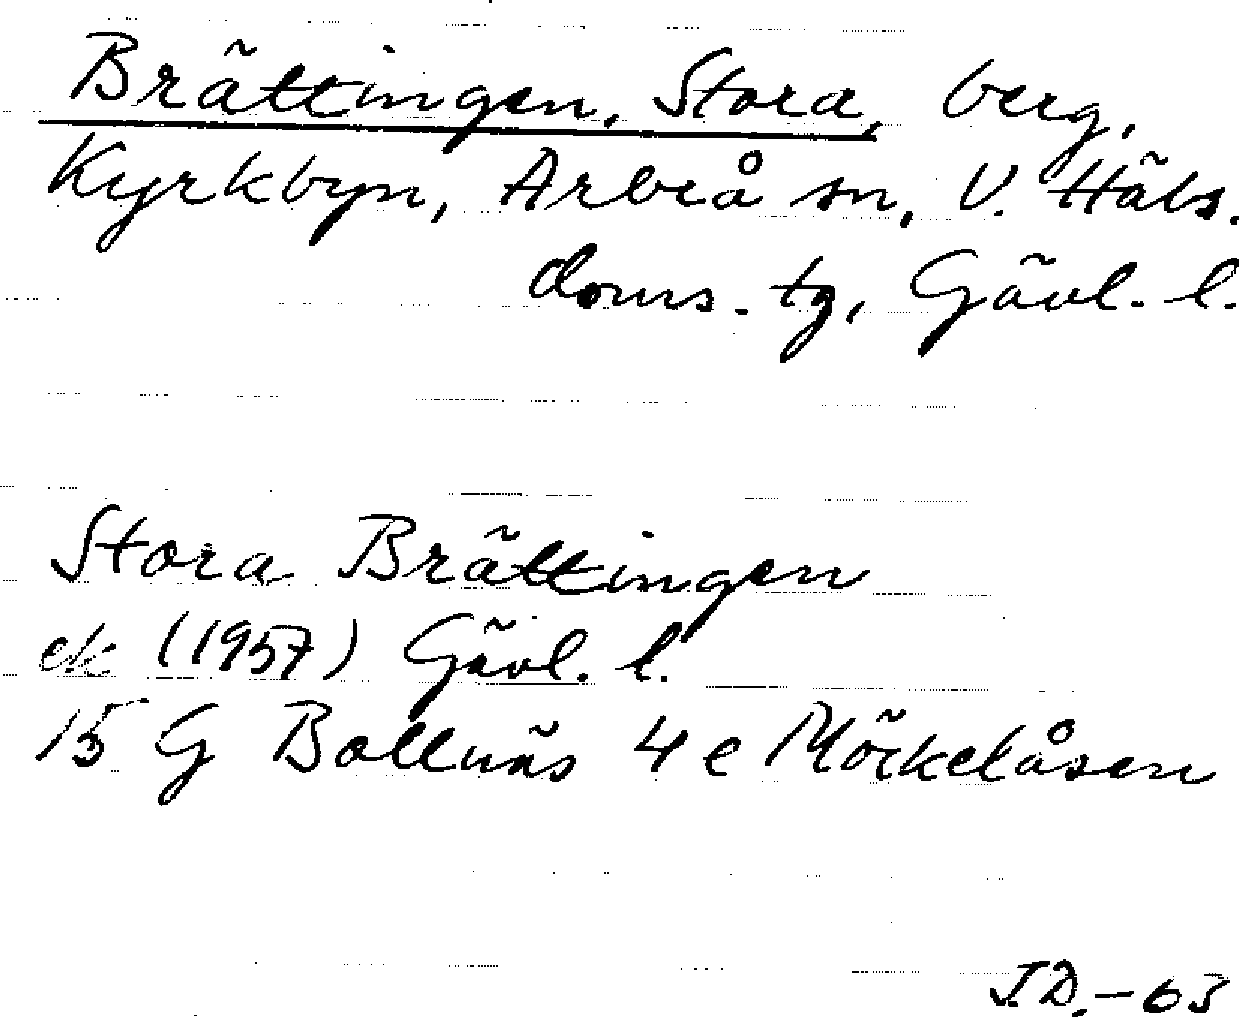 Brättingen, Stora, berg,
Kyrkbyn, Arbrå sn, V. Häls.
doms. tg, Gävl. l.
Stora Brättingen
ek (1957) Gävl. l.
15 G Bollnäs 4 e Möckelåsen
J.D.-63